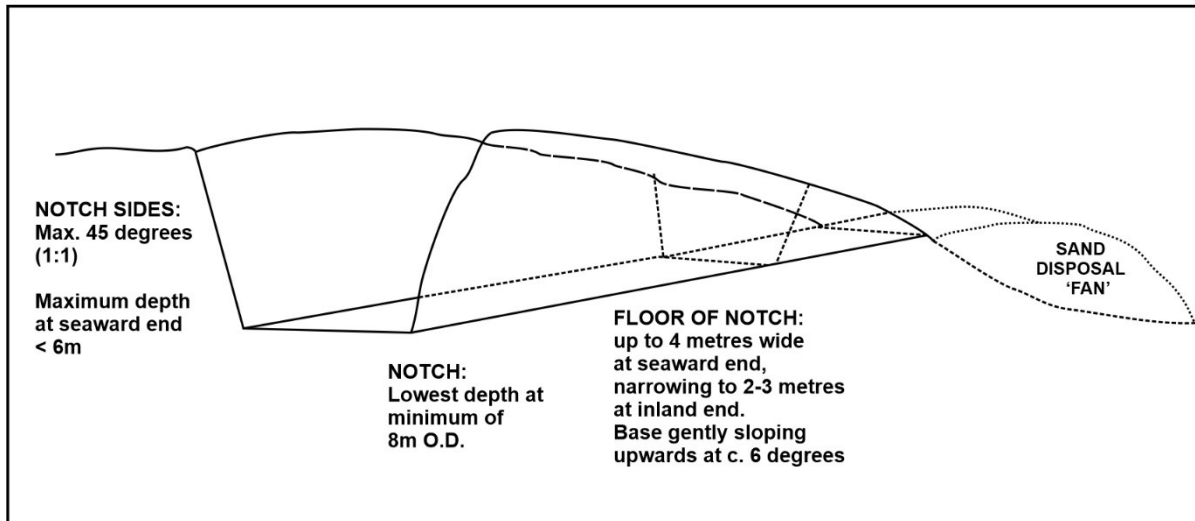 NOTCH SIDES:
Max. 45 degrees
(1:1)
Maximum depth
at seaward end
< 6m
NOTCH:
Lowest depth at
minimum of
8m O.D.
FLOOR OF NOTCH:
up to 4 metres wide
at seaward end,
narrowing to 2-3 metres
at inland end.
Base gently sloping
upwards at c. 6 degrees
SAND
DISPOSAL
‘FAN’